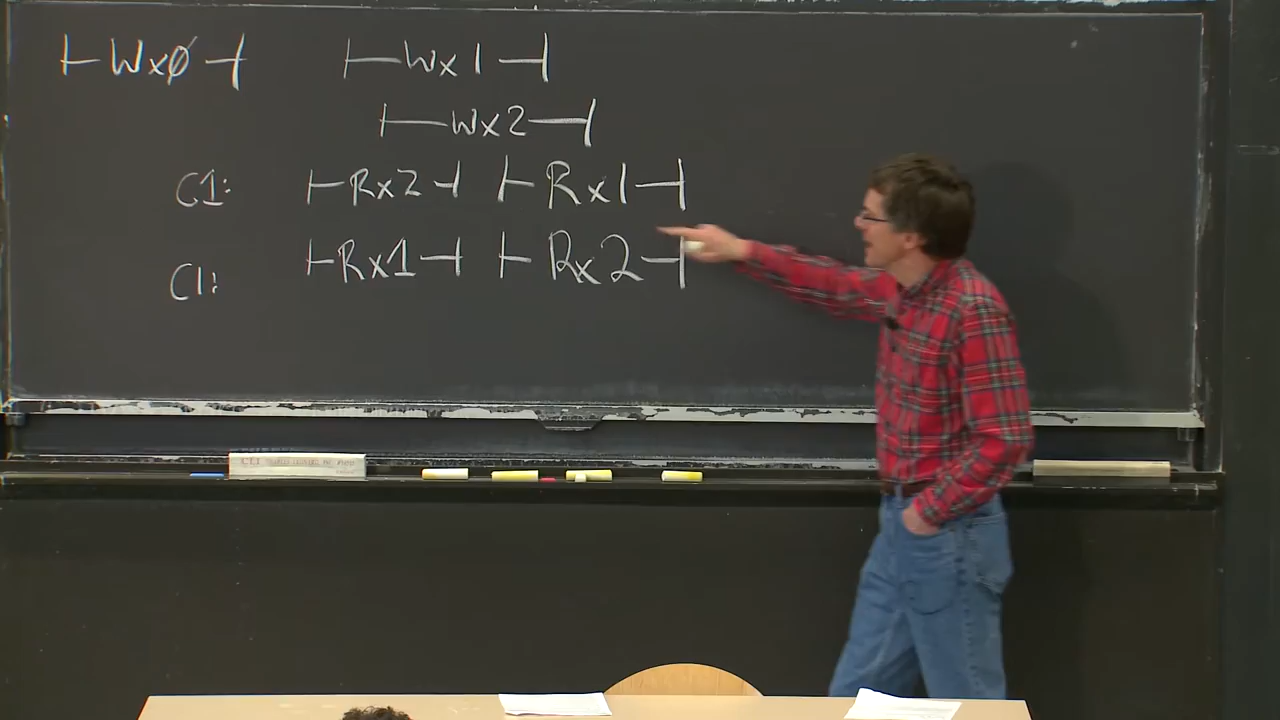 ⊢Wx∅⊣ ⊢Wx1⊣
⊢Wx2⊣
C1: ⊢Rx2⊣ ⊢Rx1⊣
C1: ⊢Rx1⊣ ⊢Rx2⊣